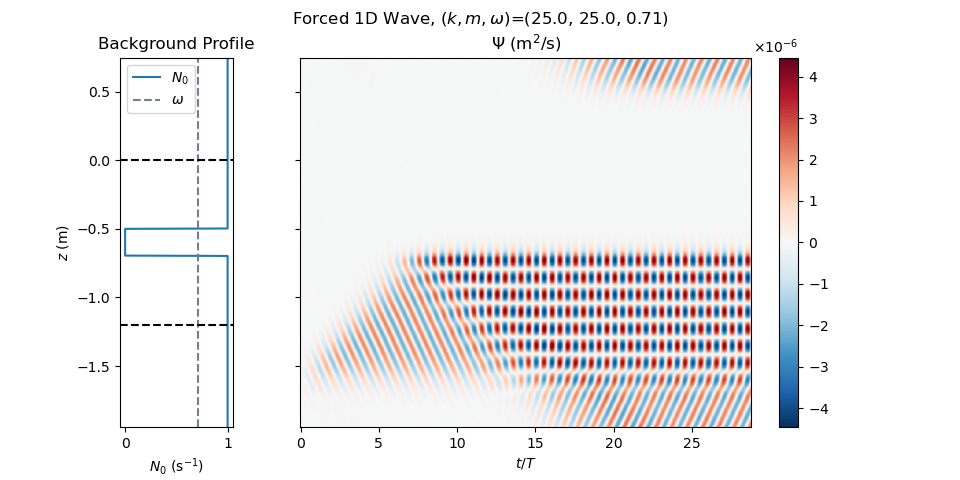 Forced 1D Wave, (k, m, ω)=(25.0, 25.0, 0.71)
Background Profile
Ψ (m²/s)
×10⁻⁶
N₀
ω
0.5
0.0
−0.5
−1.0
−1.5
z (m)
0
1
N₀ (s⁻¹)
0
5
10
15
20
25
t/T
4
3
2
1
0
−1
−2
−3
−4